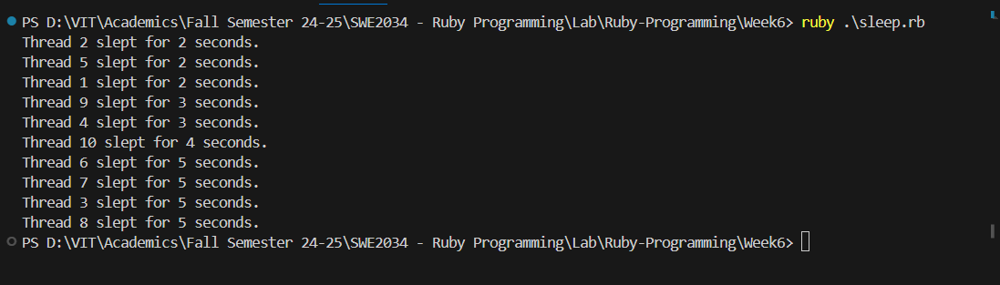 PS D:\VIT\Academics\Fall Semester 24-25\SWE2034 - Ruby Programming\Lab\Ruby-Programming\Week6> ruby .\sleep.rb
Thread 2 slept for 2 seconds.
Thread 5 slept for 2 seconds.
Thread 1 slept for 2 seconds.
Thread 9 slept for 3 seconds.
Thread 4 slept for 3 seconds.
Thread 10 slept for 4 seconds.
Thread 6 slept for 5 seconds.
Thread 7 slept for 5 seconds.
Thread 3 slept for 5 seconds.
Thread 8 slept for 5 seconds.
PS D:\VIT\Academics\Fall Semester 24-25\SWE2034 - Ruby Programming\Lab\Ruby-Programming\Week6>